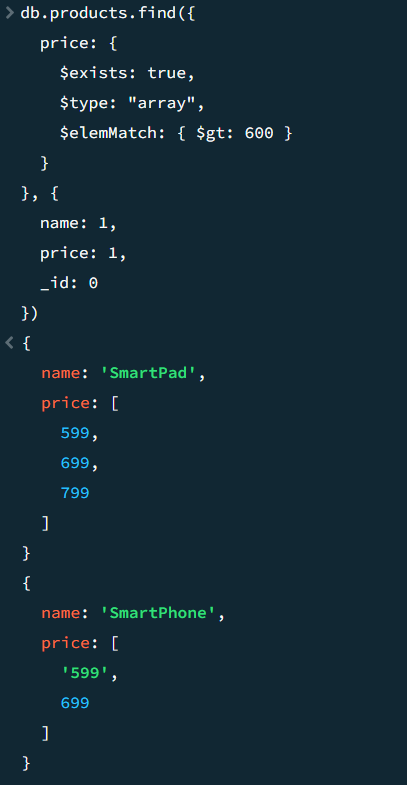 > db.products.find({
price: {
$exists: true,
$type: "array",
$elemMatch: { $gt: 600 }
}
}, {
name: 1,
price: 1,
_id: 0
})
< {
name: 'SmartPad',
price: [
599,
699,
799
]
}
{
name: 'SmartPhone',
price: [
'599',
699
]
}